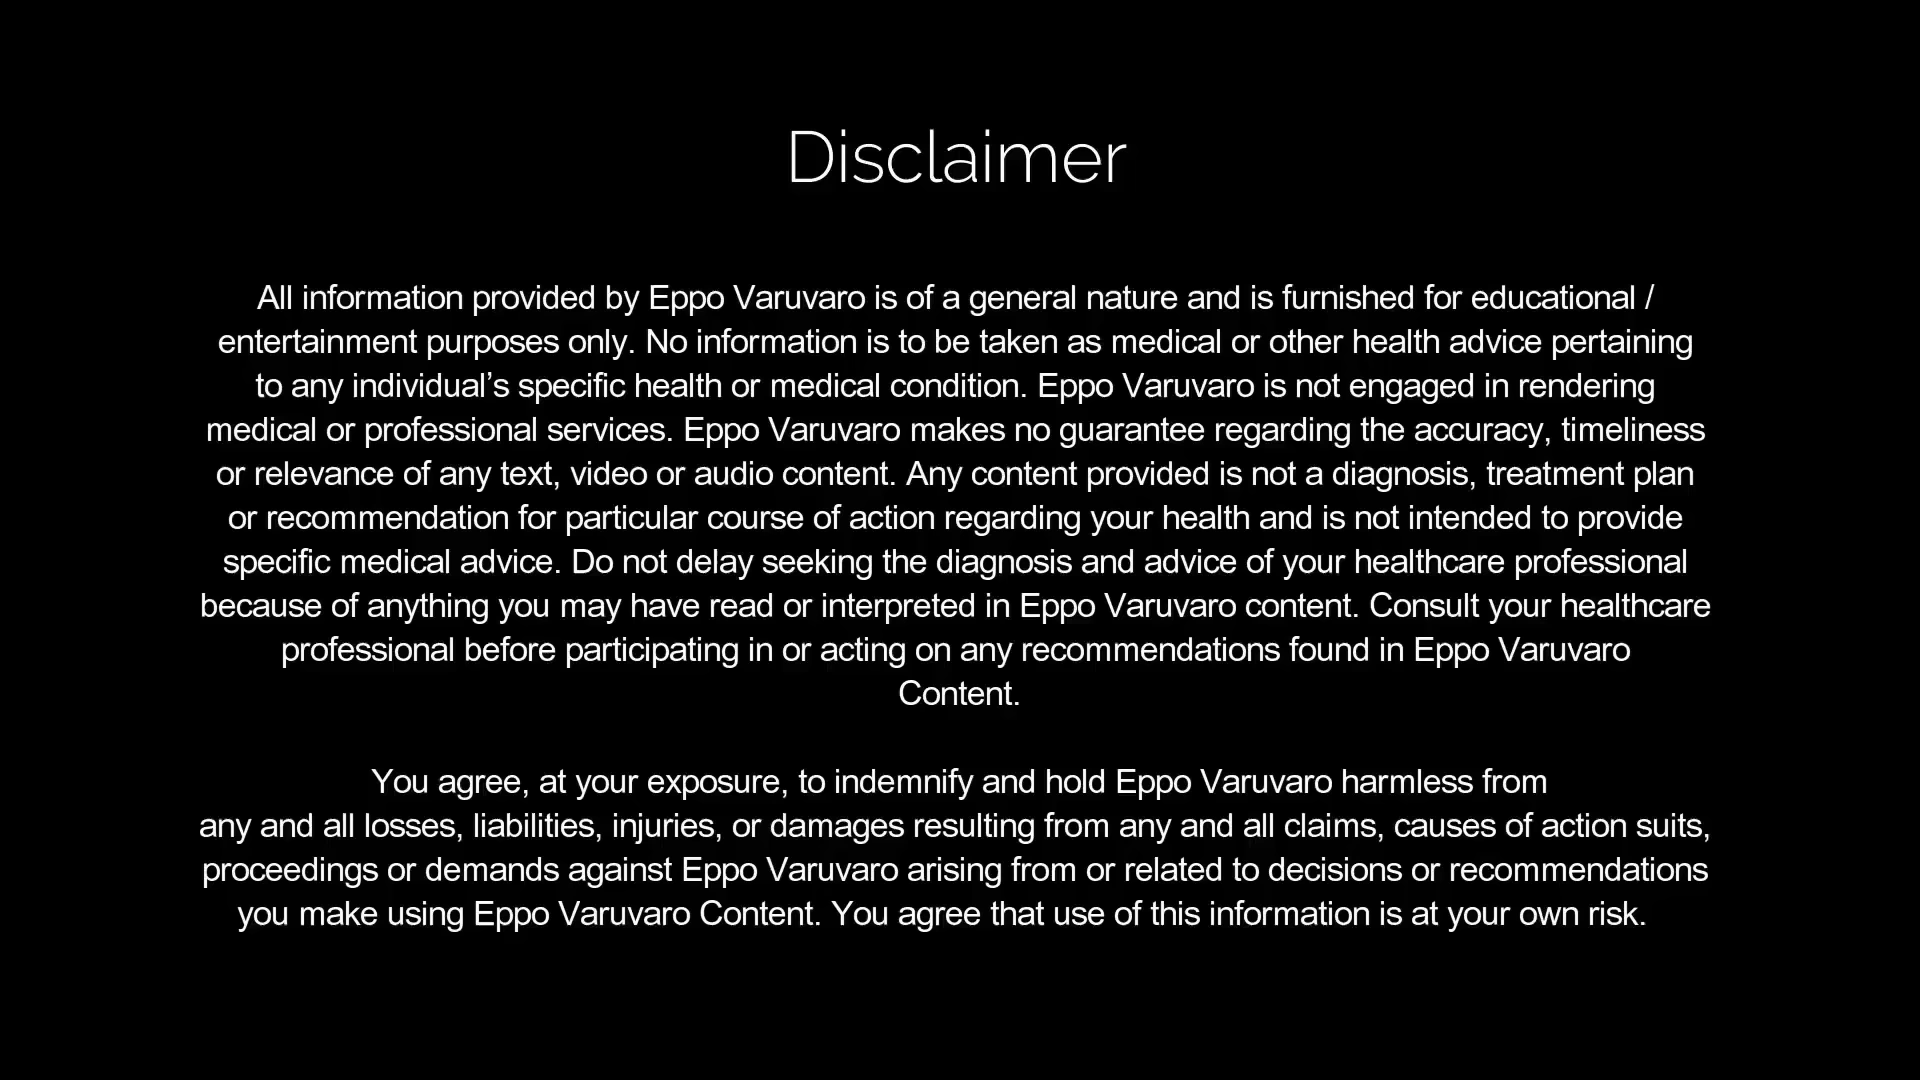 Disclaimer
All information provided by Eppo Varuvaro is of a general nature and is furnished for educational /
entertainment purposes only. No information is to be taken as medical or other health advice pertaining
to any individual’s specific health or medical condition. Eppo Varuvaro is not engaged in rendering
medical or professional services. Eppo Varuvaro makes no guarantee regarding the accuracy, timeliness
or relevance of any text, video or audio content. Any content provided is not a diagnosis, treatment plan
or recommendation for particular course of action regarding your health and is not intended to provide
specific medical advice. Do not delay seeking the diagnosis and advice of your healthcare professional
because of anything you may have read or interpreted in Eppo Varuvaro content. Consult your healthcare
professional before participating in or acting on any recommendations found in Eppo Varuvaro
Content.
You agree, at your exposure, to indemnify and hold Eppo Varuvaro harmless from
any and all losses, liabilities, injuries, or damages resulting from any and all claims, causes of action suits,
proceedings or demands against Eppo Varuvaro arising from or related to decisions or recommendations
you make using Eppo Varuvaro Content. You agree that use of this information is at your own risk.